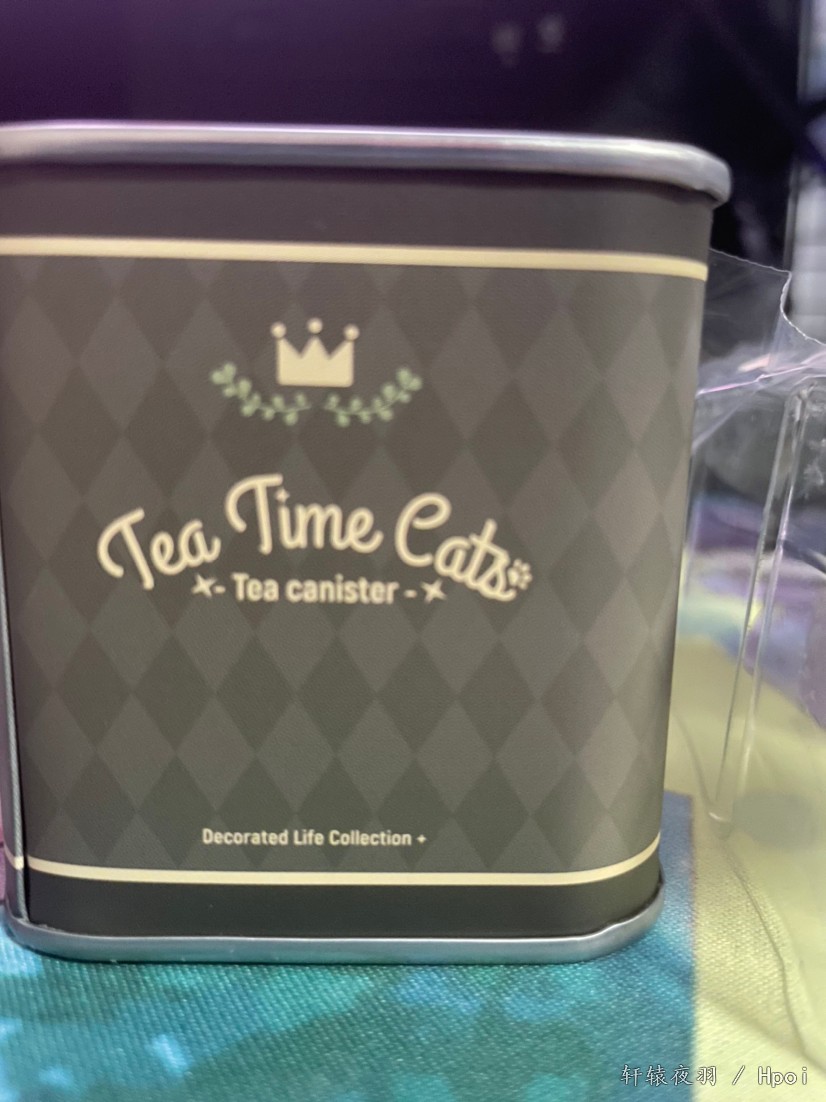 Tea Time Cats
- Tea canister -
Decorated Life Collection +
轩辕夜羽 / Hpoi